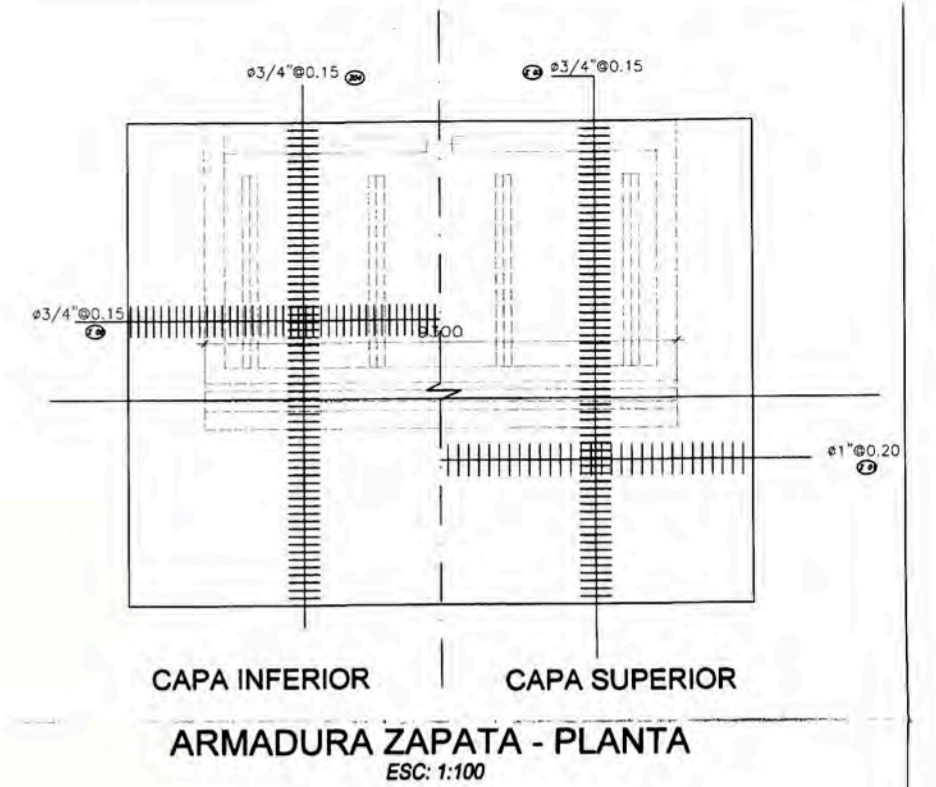 ø3/4"@0.15
ø3/4"@0.15
ø3/4"@0.15
9300
ø1"@0.20
CAPA INFERIOR
CAPA SUPERIOR
ARMADURA ZAPATA - PLANTA
ESC: 1:100